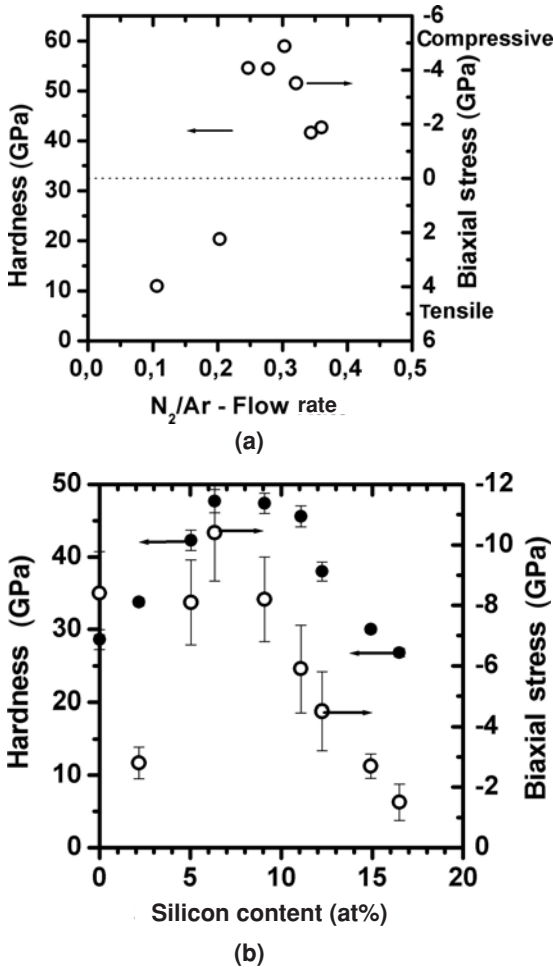 60
50
40
30
20
10
0
Hardness (GPa)
-6
-4
-2
0
2
4
6
Biaxial stress (GPa)
Compressive
Tensile
0,0 0,1 0,2 0,3 0,4 0,5
N₂/Ar - Flow rate
(a)
50
40
30
20
10
0
Hardness (GPa)
-12
-10
-8
-6
-4
-2
0
Biaxial stress (GPa)
0 5 10 15 20
Silicon content (at%)
(b)